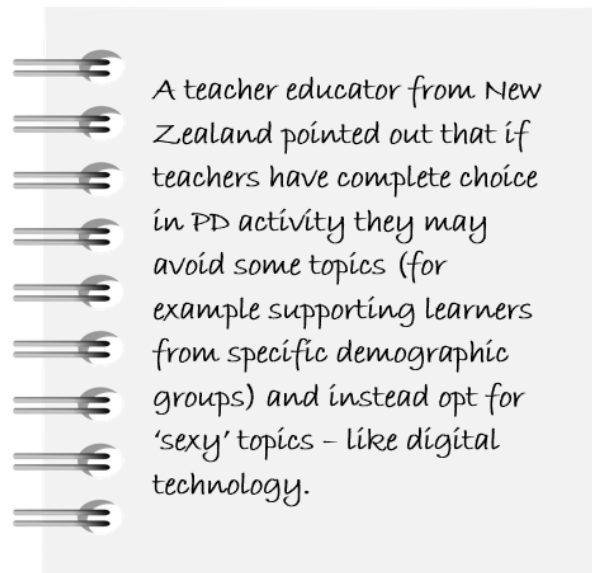 A teacher educator from New
Zealand pointed out that if
teachers have complete choice
in PD activity they may
avoid some topics (for
example supporting learners
from specific demographic
groups) and instead opt for
‘sexy’ topics – like digital
technology.